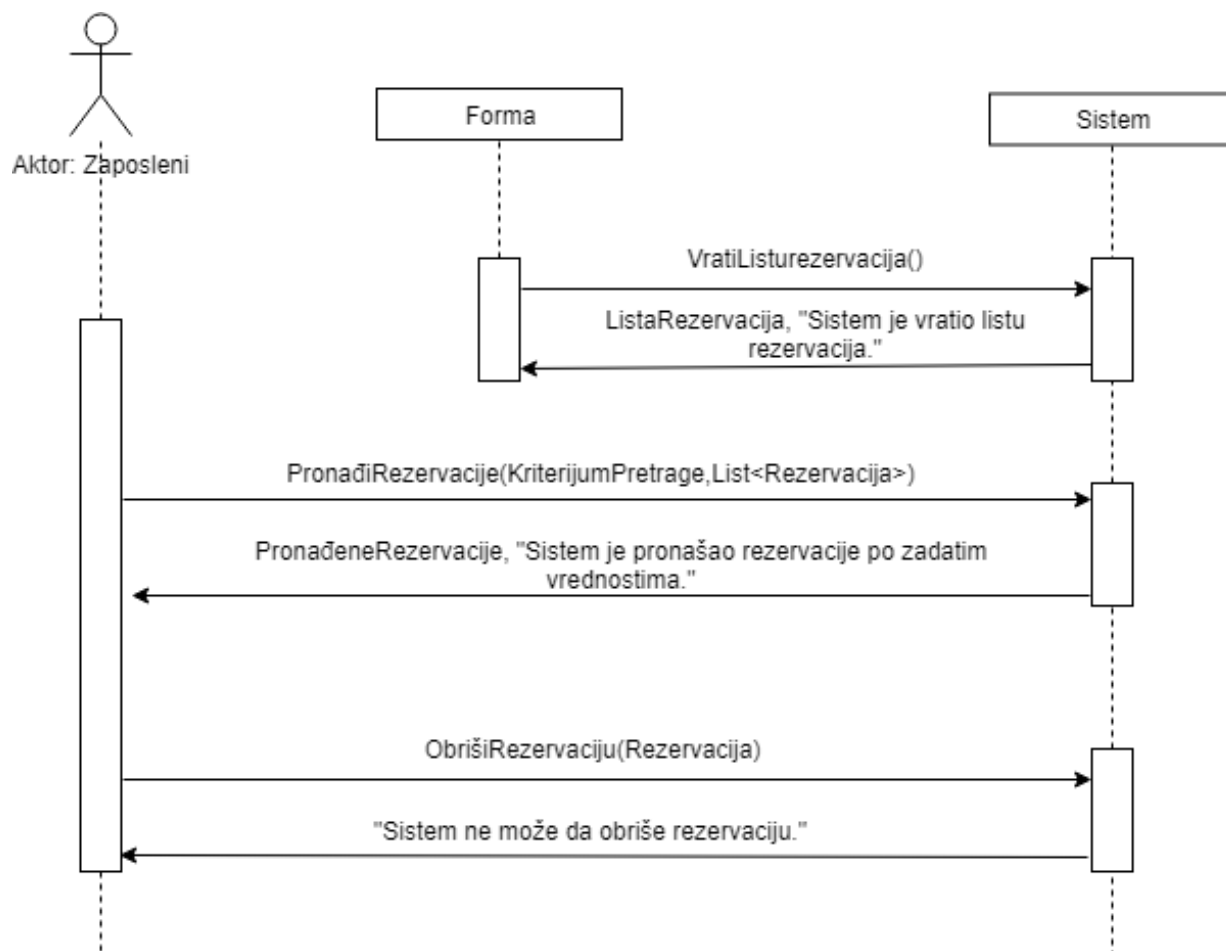 Forma
Sistem
Aktor: Zaposleni
VratiListurezervacija()
ListaRezervacija, "Sistem je vratio listu
rezervacija."
PronađiRezervacije(KriterijumPretrage,List<Rezervacija>)
PronađeneRezervacije, "Sistem je pronašao rezervacije po zadatim
vrednostima."
ObrišiRezervaciju(Rezervacija)
"Sistem ne može da obriše rezervaciju."